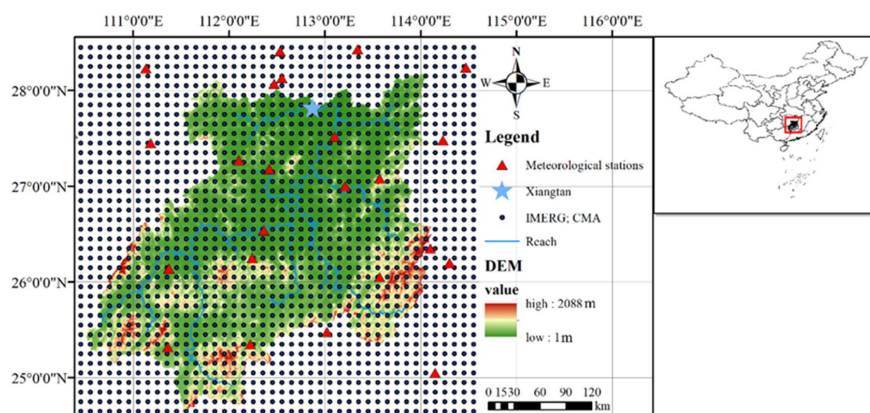 111°0'0"E 112°0'0"E 113°0'0"E 114°0'0"E 115°0'0"E 116°0'0"E
28°0'0"N
27°0'0"N
26°0'0"N
25°0'0"N
N
W E
S
Legend
Meteorological stations
Xiangtan
IMERG; CMA
Reach
DEM
value
high : 2088 m
low : 1m
0 1530 60 90 120
km